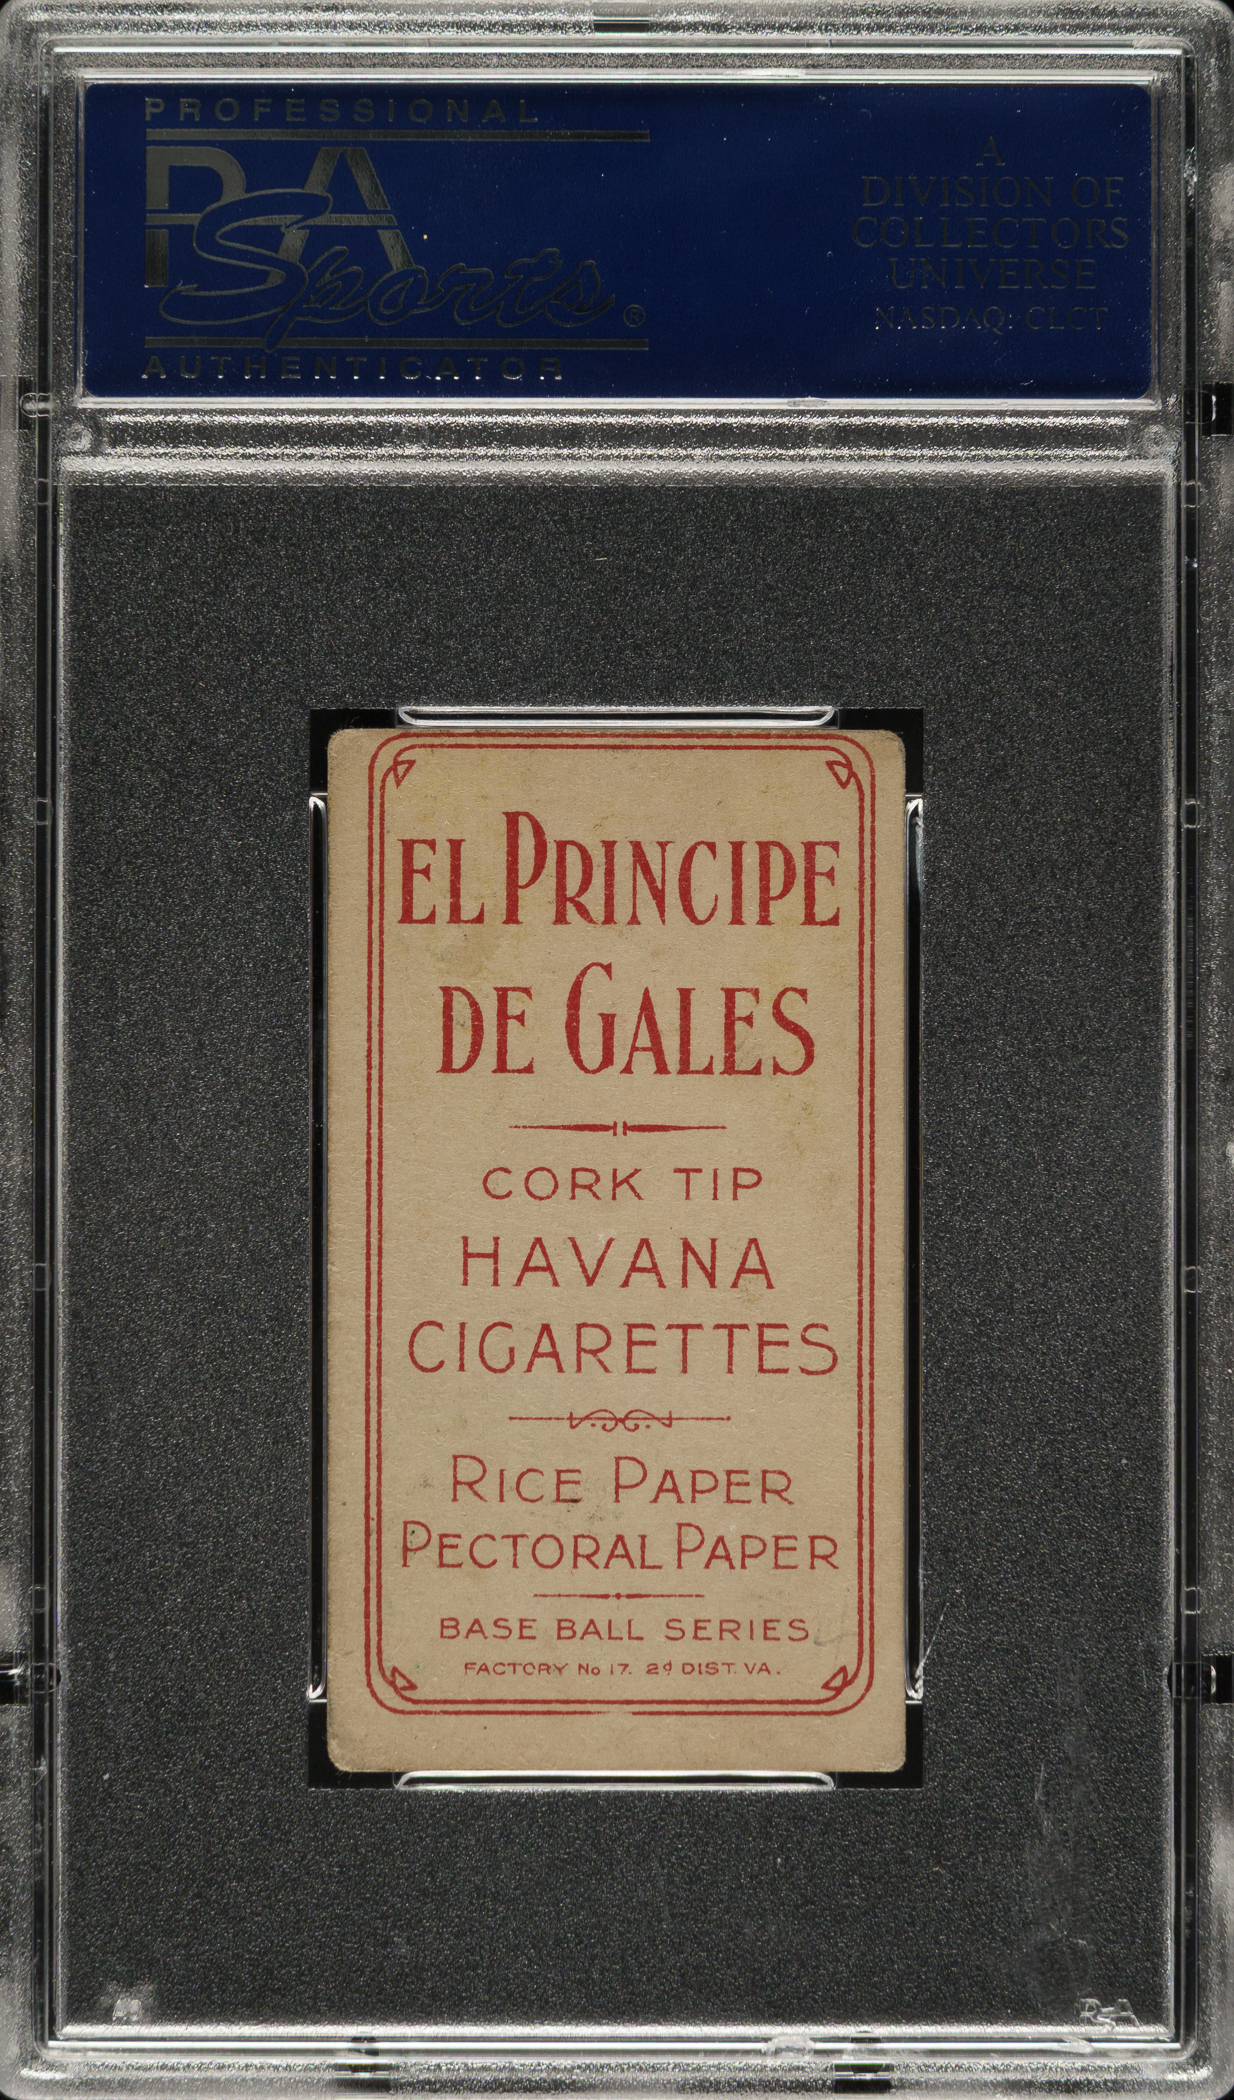 PROFESSIONAL
PSA
Sports®
AUTHENTICATOR
A
DIVISION OF
COLLECTORS
UNIVERSE
NASDAQ: CLCT
EL PRINCIPE
DE GALES
CORK TIP
HAVANA
CIGARETTES
RICE PAPER
PECTORAL PAPER
BASE BALL SERIES
FACTORY No 17. 2d DIST. VA.
PSA